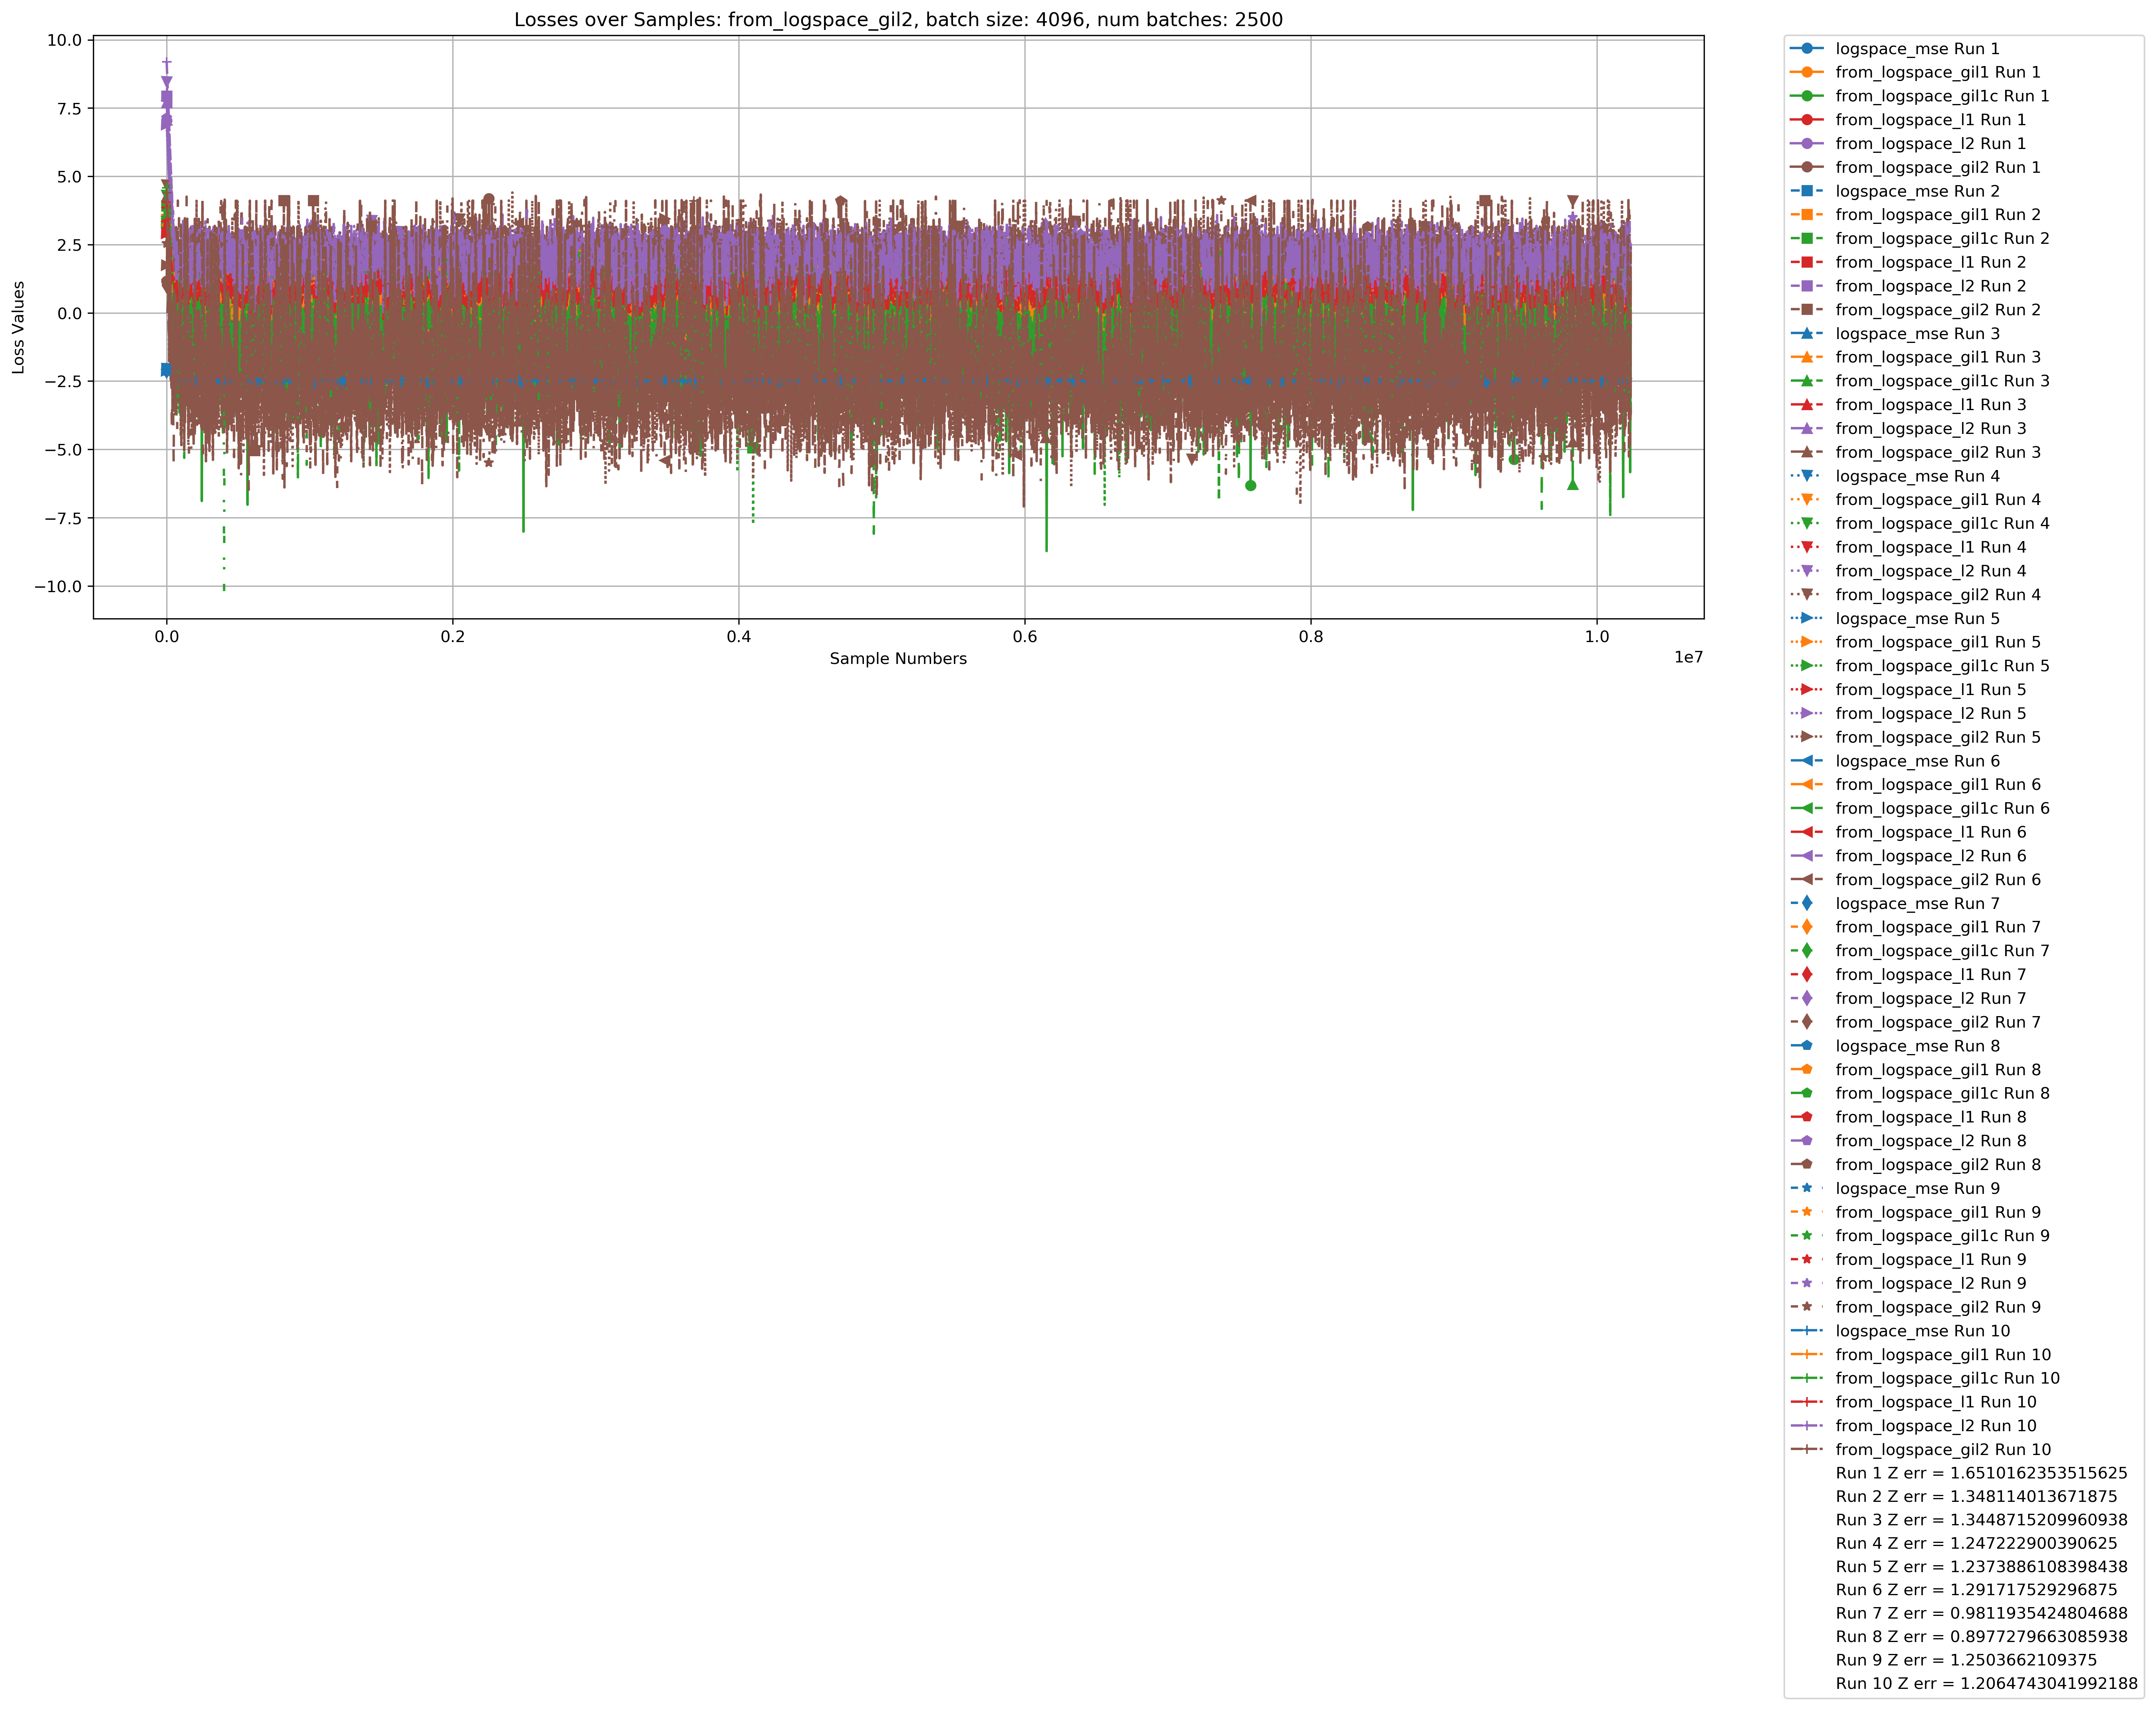 Losses over Samples: from_logspace_gil2, batch size: 4096, num batches: 2500
Loss Values
10.0
7.5
5.0
2.5
0.0
−2.5
−5.0
−7.5
−10.0
0.0
0.2
0.4
0.6
0.8
1.0
1e7
Sample Numbers
logspace_mse Run 1
from_logspace_gil1 Run 1
from_logspace_gil1c Run 1
from_logspace_l1 Run 1
from_logspace_l2 Run 1
from_logspace_gil2 Run 1
logspace_mse Run 2
from_logspace_gil1 Run 2
from_logspace_gil1c Run 2
from_logspace_l1 Run 2
from_logspace_l2 Run 2
from_logspace_gil2 Run 2
logspace_mse Run 3
from_logspace_gil1 Run 3
from_logspace_gil1c Run 3
from_logspace_l1 Run 3
from_logspace_l2 Run 3
from_logspace_gil2 Run 3
logspace_mse Run 4
from_logspace_gil1 Run 4
from_logspace_gil1c Run 4
from_logspace_l1 Run 4
from_logspace_l2 Run 4
from_logspace_gil2 Run 4
logspace_mse Run 5
from_logspace_gil1 Run 5
from_logspace_gil1c Run 5
from_logspace_l1 Run 5
from_logspace_l2 Run 5
from_logspace_gil2 Run 5
logspace_mse Run 6
from_logspace_gil1 Run 6
from_logspace_gil1c Run 6
from_logspace_l1 Run 6
from_logspace_l2 Run 6
from_logspace_gil2 Run 6
logspace_mse Run 7
from_logspace_gil1 Run 7
from_logspace_gil1c Run 7
from_logspace_l1 Run 7
from_logspace_l2 Run 7
from_logspace_gil2 Run 7
logspace_mse Run 8
from_logspace_gil1 Run 8
from_logspace_gil1c Run 8
from_logspace_l1 Run 8
from_logspace_l2 Run 8
from_logspace_gil2 Run 8
logspace_mse Run 9
from_logspace_gil1 Run 9
from_logspace_gil1c Run 9
from_logspace_l1 Run 9
from_logspace_l2 Run 9
from_logspace_gil2 Run 9
logspace_mse Run 10
from_logspace_gil1 Run 10
from_logspace_gil1c Run 10
from_logspace_l1 Run 10
from_logspace_l2 Run 10
from_logspace_gil2 Run 10
Run 1 Z err = 1.6510162353515625
Run 2 Z err = 1.348114013671875
Run 3 Z err = 1.3448715209960938
Run 4 Z err = 1.247222900390625
Run 5 Z err = 1.2373886108398438
Run 6 Z err = 1.291717529296875
Run 7 Z err = 0.9811935424804688
Run 8 Z err = 0.8977279663085938
Run 9 Z err = 1.2503662109375
Run 10 Z err = 1.2064743041992188